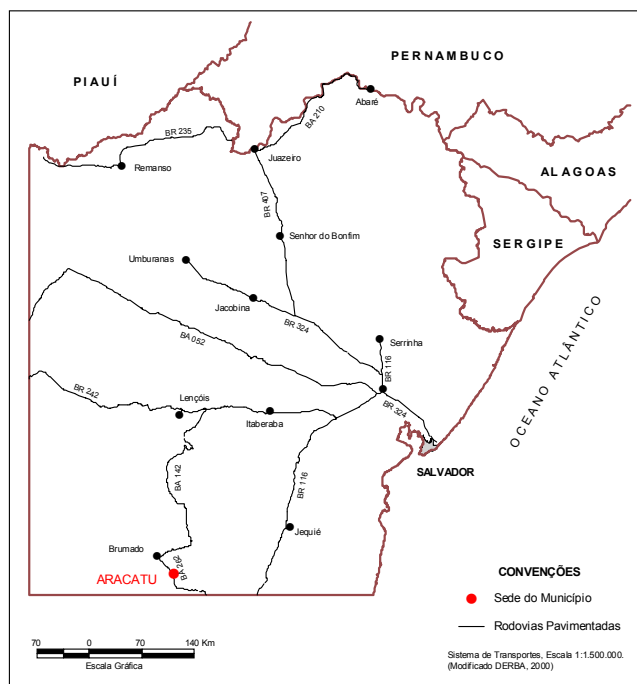 PERNAMBUCO
PIAUÍ
Abaré
BA 210
BR 235
Juazeiro
Remanso
ALAGOAS
BR 407
Senhor do Bonfim
SERGIPE
Umburanas
Jacobina
BR 324
Serrinha
BA 052
OCEANO ATLÂNTICO
BR 116
BR 242
Lençóis
Itaberaba
BR 324
SALVADOR
BA 142
BR 116
Jequié
Brumado
BA 262
ARACATU
CONVENÇÕES
Sede do Município
Rodovias Pavimentadas
70 0 70 140 Km
Escala Gráfica
Sistema de Transportes, Escala 1:1.500.000.
(Modificado DERBA, 2000)